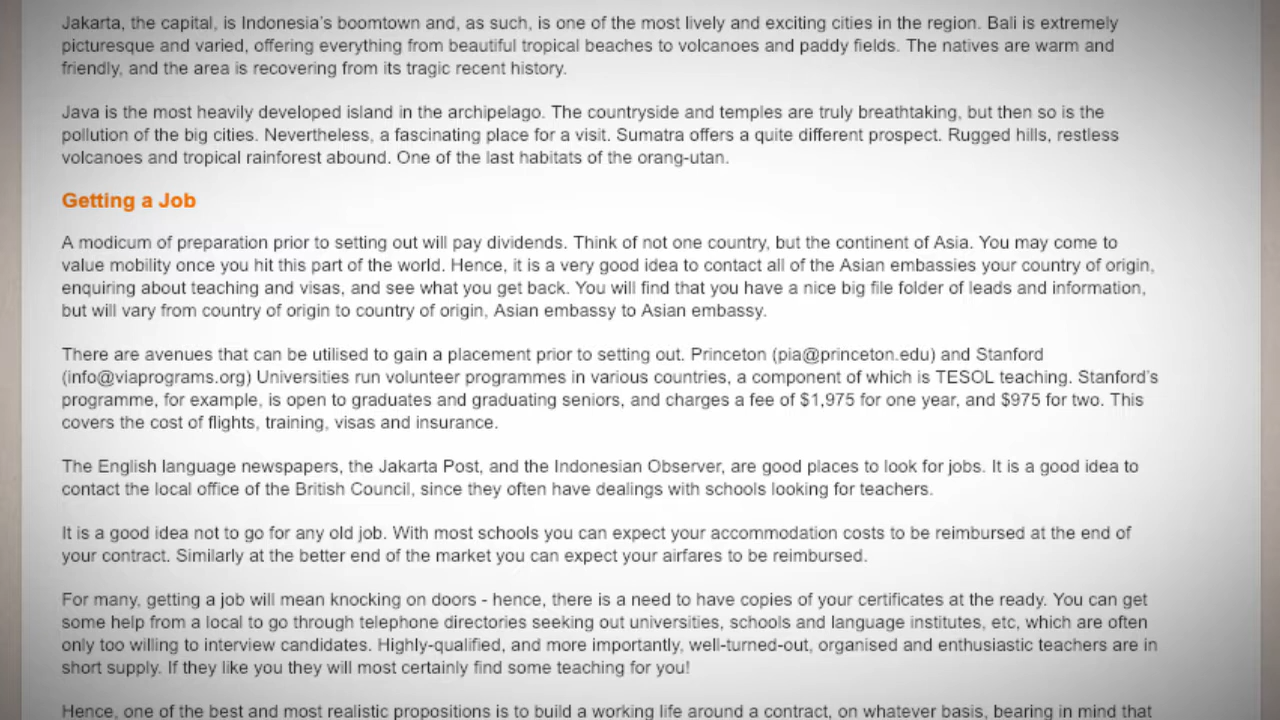 Jakarta, the capital, is Indonesia's boomtown and, as such, is one of the most lively and exciting cities in the region. Bali is extremely
picturesque and varied, offering everything from beautiful tropical beaches to volcanoes and paddy fields. The natives are warm and
friendly, and the area is recovering from its tragic recent history.
Java is the most heavily developed island in the archipelago. The countryside and temples are truly breathtaking, but then so is the
pollution of the big cities. Nevertheless, a fascinating place for a visit. Sumatra offers a quite different prospect. Rugged hills, restless
volcanoes and tropical rainforest abound. One of the last habitats of the orang-utan.
Getting a Job
A modicum of preparation prior to setting out will pay dividends. Think of not one country, but the continent of Asia. You may come to
value mobility once you hit this part of the world. Hence, it is a very good idea to contact all of the Asian embassies your country of origin,
enquiring about teaching and visas, and see what you get back. You will find that you have a nice big file folder of leads and information,
but will vary from country of origin to country of origin, Asian embassy to Asian embassy.
There are avenues that can be utilised to gain a placement prior to setting out. Princeton (pia@princeton.edu) and Stanford
(info@viaprograms.org) Universities run volunteer programmes in various countries, a component of which is TESOL teaching. Stanford's
programme, for example, is open to graduates and graduating seniors, and charges a fee of $1,975 for one year, and $975 for two. This
covers the cost of flights, training, visas and insurance.
The English language newspapers, the Jakarta Post, and the Indonesian Observer, are good places to look for jobs. It is a good idea to
contact the local office of the British Council, since they often have dealings with schools looking for teachers.
It is a good idea not to go for any old job. With most schools you can expect your accommodation costs to be reimbursed at the end of
your contract. Similarly at the better end of the market you can expect your airfares to be reimbursed.
For many, getting a job will mean knocking on doors - hence, there is a need to have copies of your certificates at the ready. You can get
some help from a local to go through telephone directories seeking out universities, schools and language institutes, etc, which are often
only too willing to interview candidates. Highly-qualified, and more importantly, well-turned-out, organised and enthusiastic teachers are in
short supply. If they like you they will most certainly find some teaching for you!
Hence, one of the best and most realistic propositions is to build a working life around a contract, on whatever basis, bearing in mind that